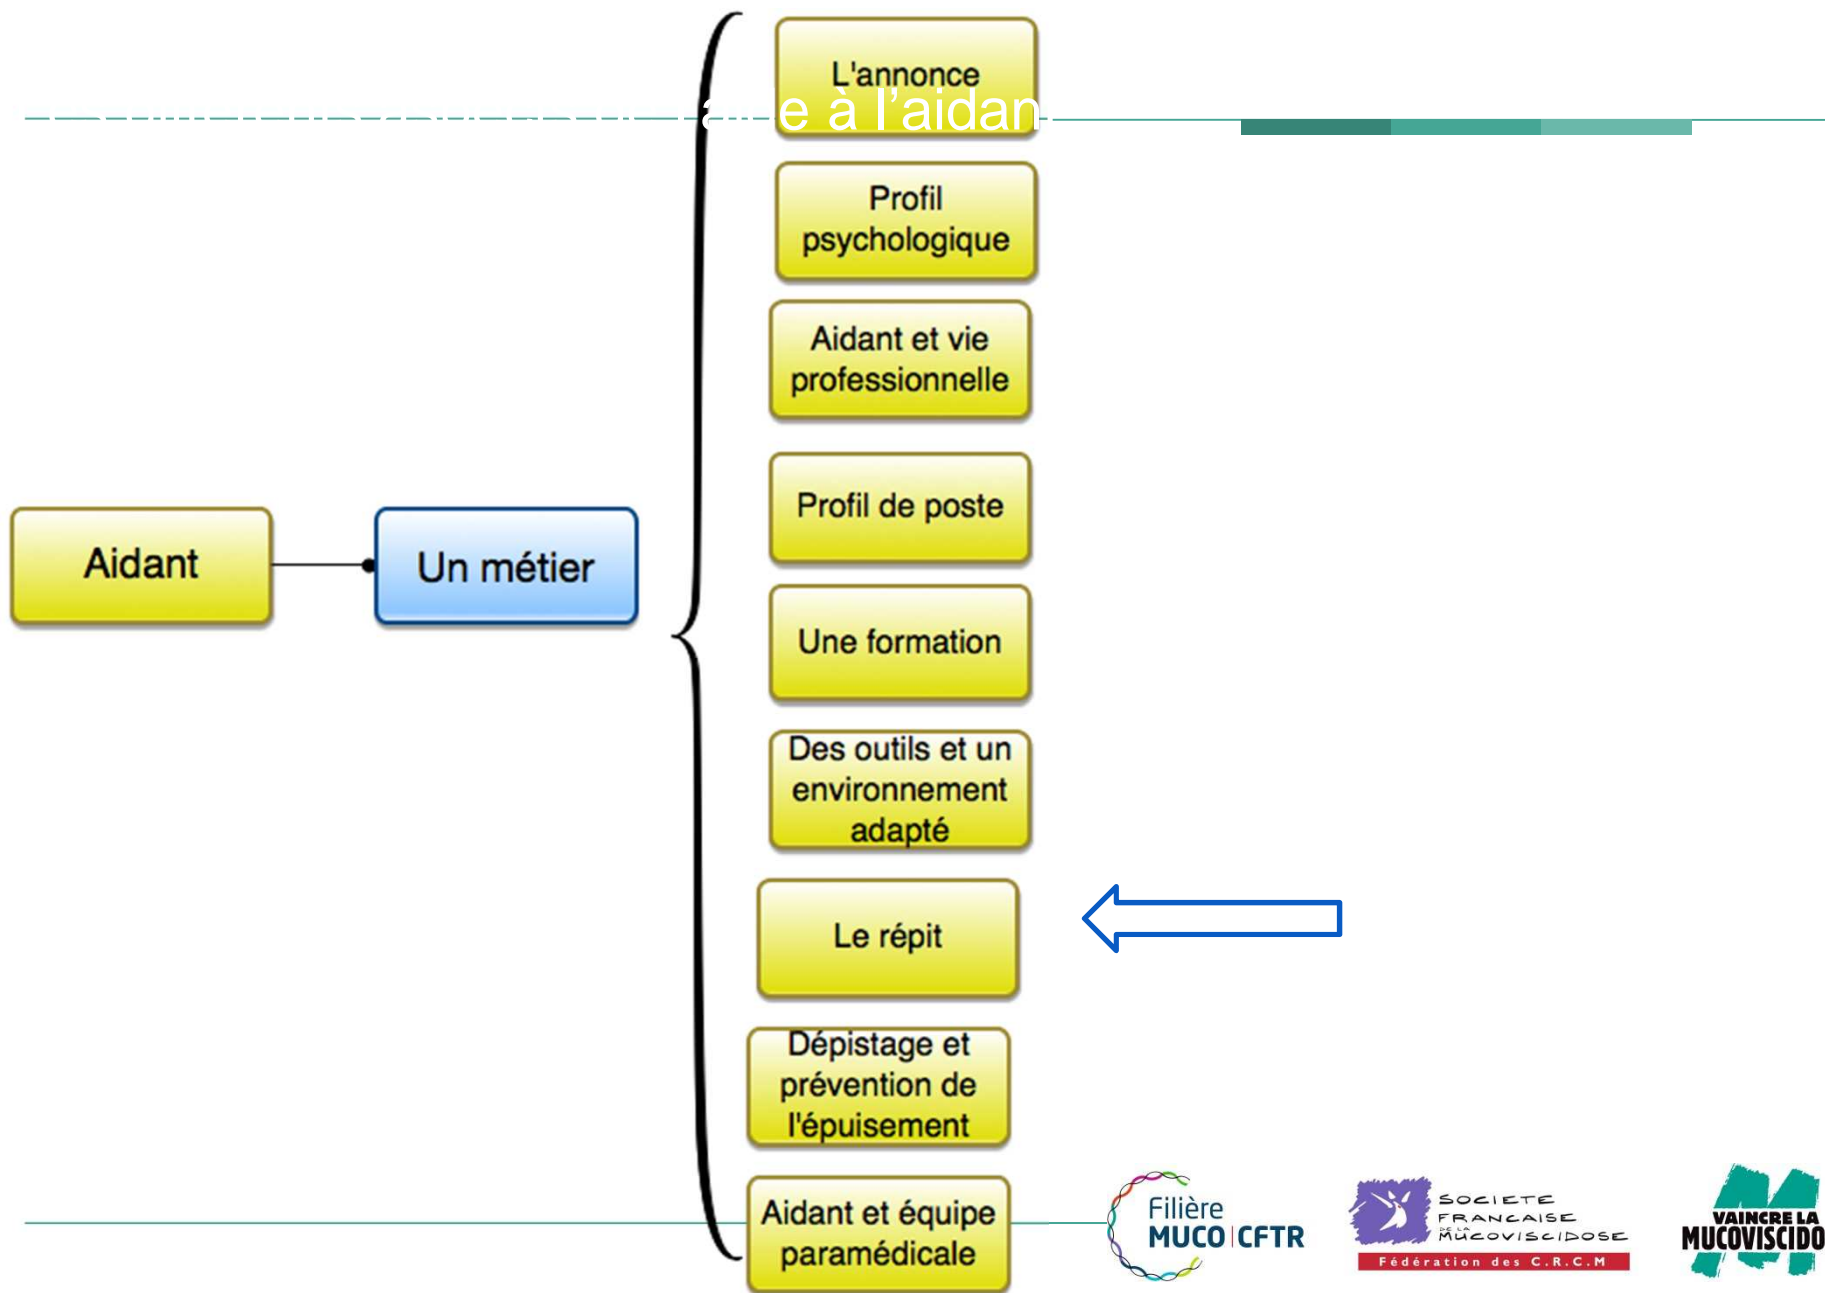 L'annonce
e à l'aidan
Profil
psychologique
Aidant et vie
professionnelle
Profil de poste
Aidant
Un métier
Une formation
Des outils et un
environnement
adapté
Le répit
Dépistage et
prévention de
l'épuisement
Aidant et équipe
paramédicale
Filière
MUCO CFTR
SOCIETE
FRANCAISE
DE LA
MUCOVISCIDOSE
Fédération des C.R.C.M
VAINCRE LA
MUCOVISCIDO